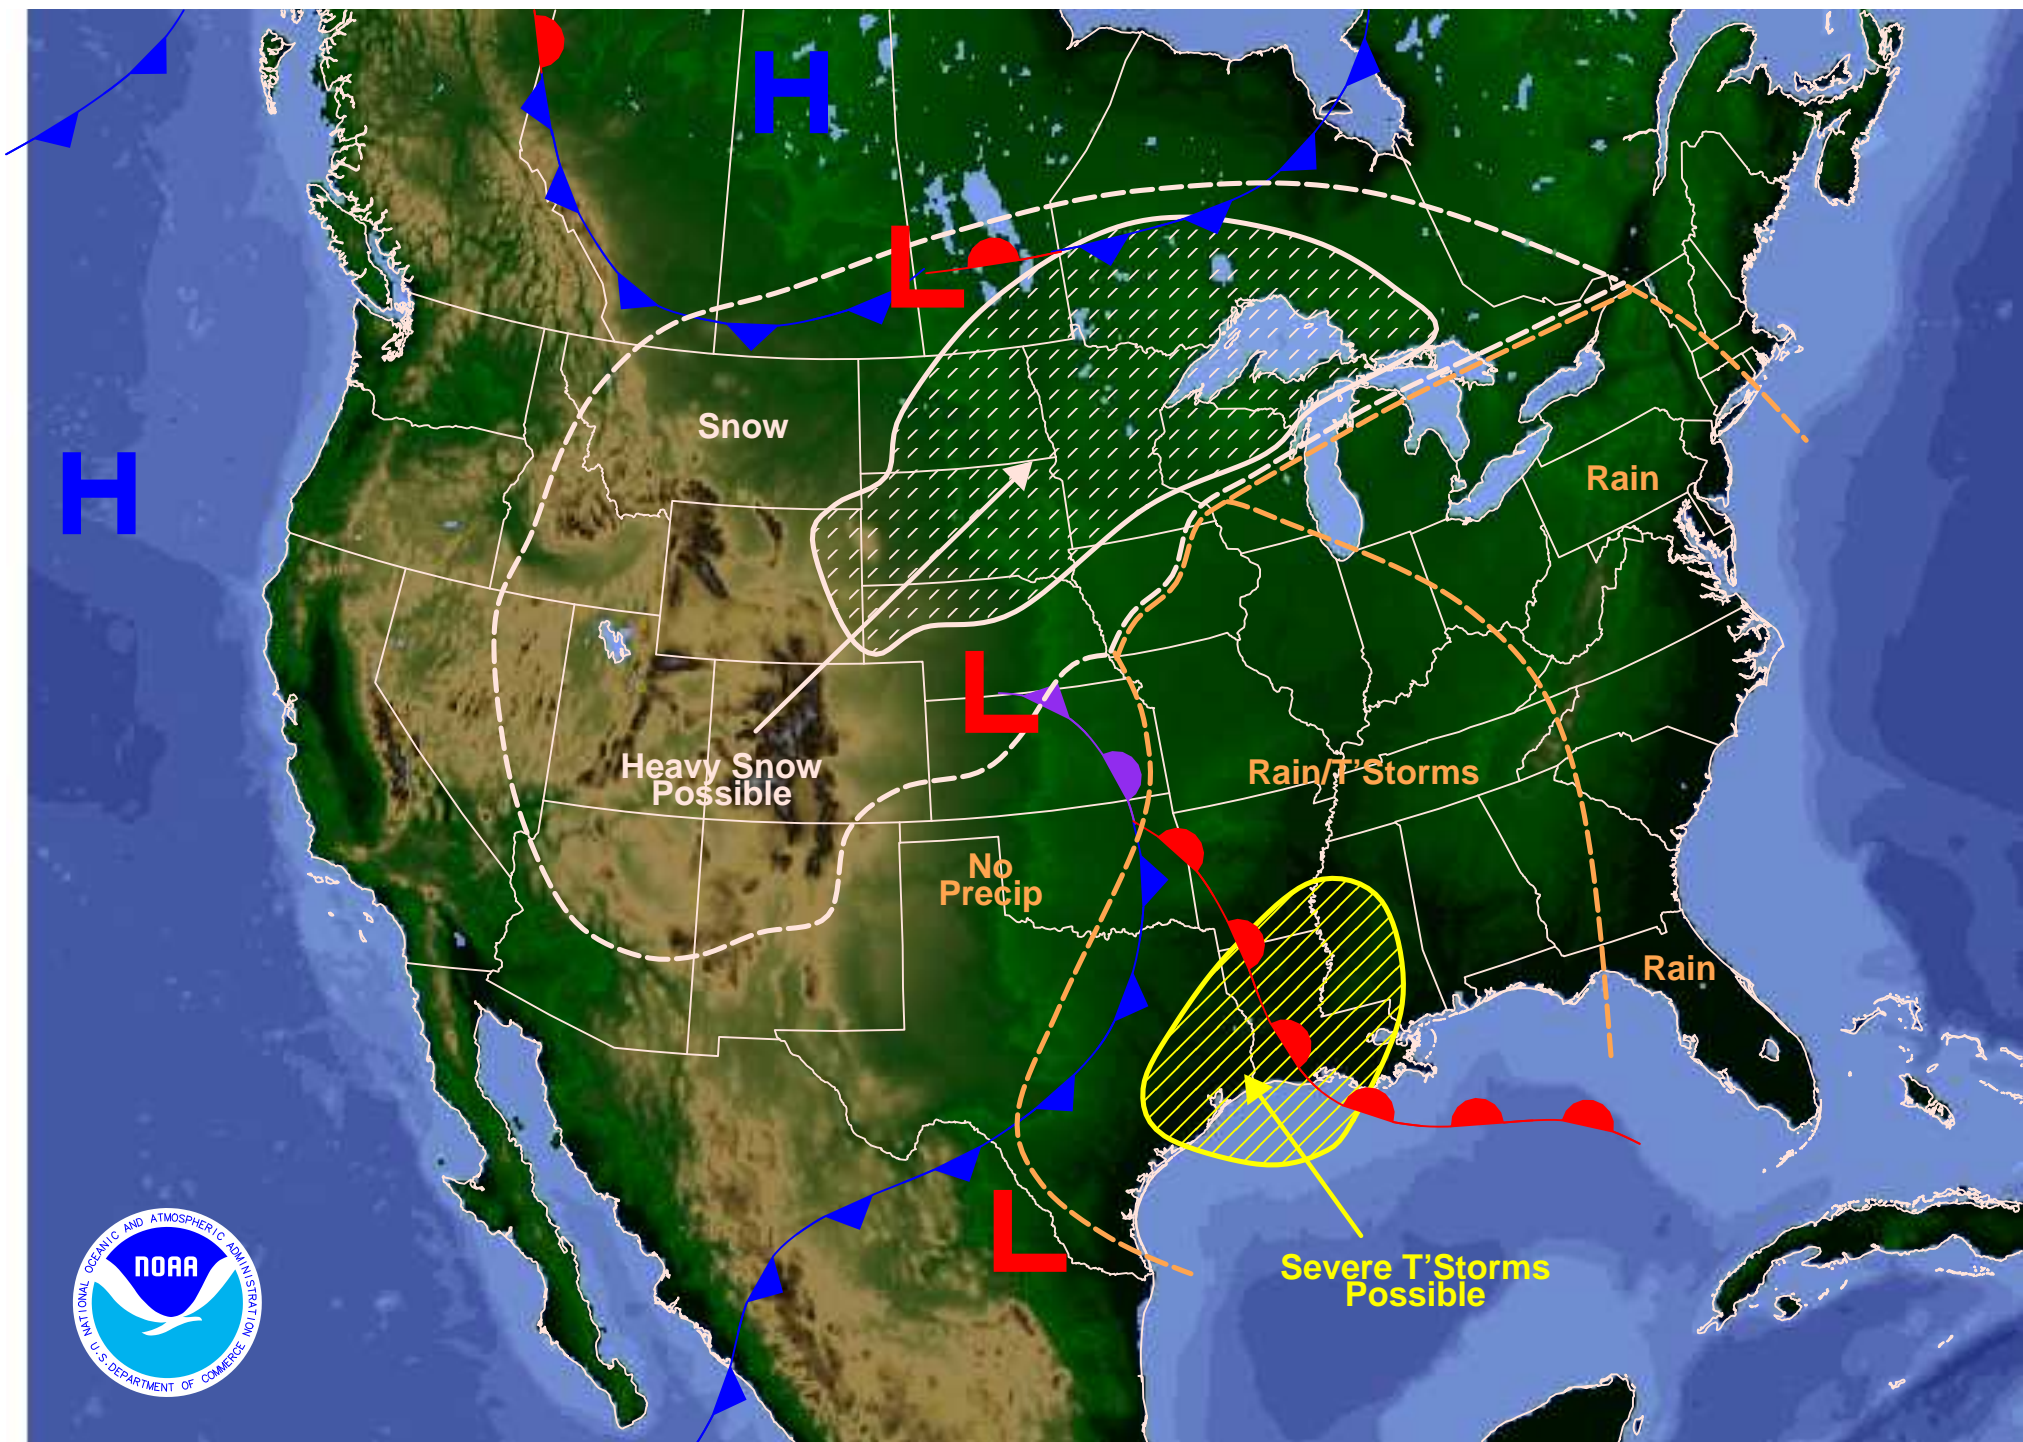 H
L
H
Snow
Rain
L
Heavy Snow
Possible
Rain/T'Storms
No
Precip
Rain
L
Severe T'Storms
Possible
NATIONAL OCEANIC AND ATMOSPHERIC ADMINISTRATION
NOAA
U.S. DEPARTMENT OF COMMERCE